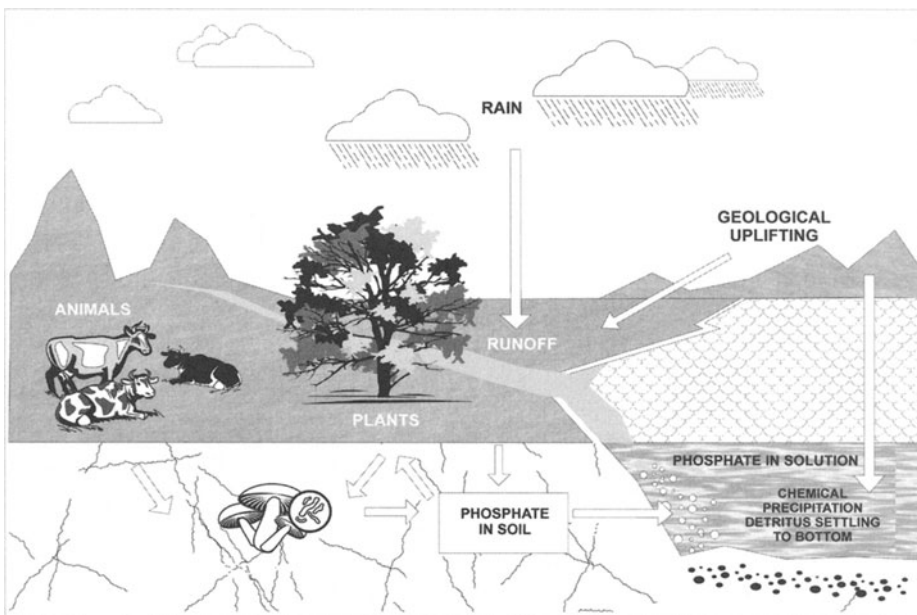 RAIN
GEOLOGICAL
UPLIFTING
ANIMALS
RUNOFF
PLANTS
PHOSPHATE IN SOLUTION
CHEMICAL
PRECIPITATION
DETRITUS SETTLING
TO BOTTOM
PHOSPHATE
IN SOIL